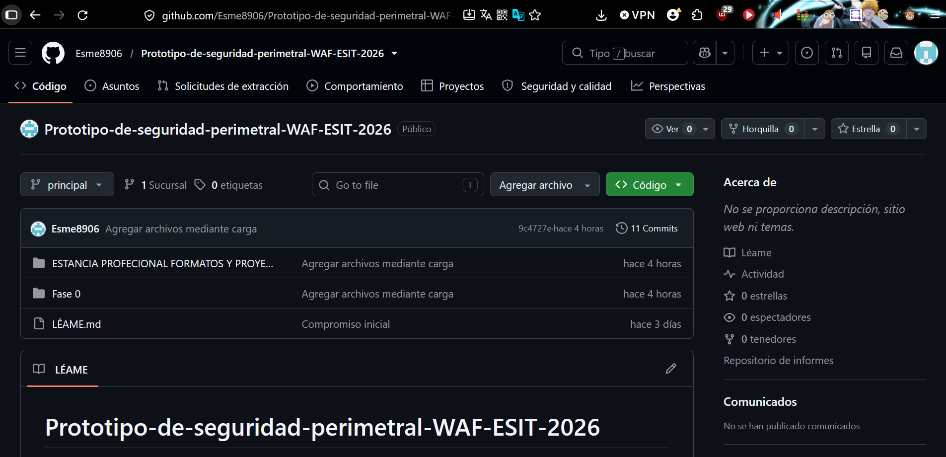 github.com/Esme8906/Prototipo-de-seguridad-perimetral-WAF-
VPN
29
Esme8906 / Prototipo-de-seguridad-perimetral-WAF-ESIT-2026
Tipo / buscar
Código
Asuntos
Solicitudes de extracción
Comportamiento
Proyectos
Seguridad y calidad
Perspectivas
Prototipo-de-seguridad-perimetral-WAF-ESIT-2026 Público
Ver 0
Horquilla 0
Estrella 0
principal
1 Sucursal
0 etiquetas
Go to file
Agregar archivo
Código
Esme8906 Agregar archivos mediante carga 9c4727e·hace 4 horas 11 Commits
ESTANCIA PROFECIONAL FORMATOS Y PROYE... Agregar archivos mediante carga hace 4 horas
Fase 0 Agregar archivos mediante carga hace 4 horas
LÉAME.md Compromiso inicial hace 3 días
LÉAME
Prototipo-de-seguridad-perimetral-WAF-ESIT-2026
Acerca de
No se proporciona descripción, sitio
web ni temas.
Léame
Actividad
0 estrellas
0 espectadores
0 tenedores
Repositorio de informes
Comunicados
No se han publicado comunicados